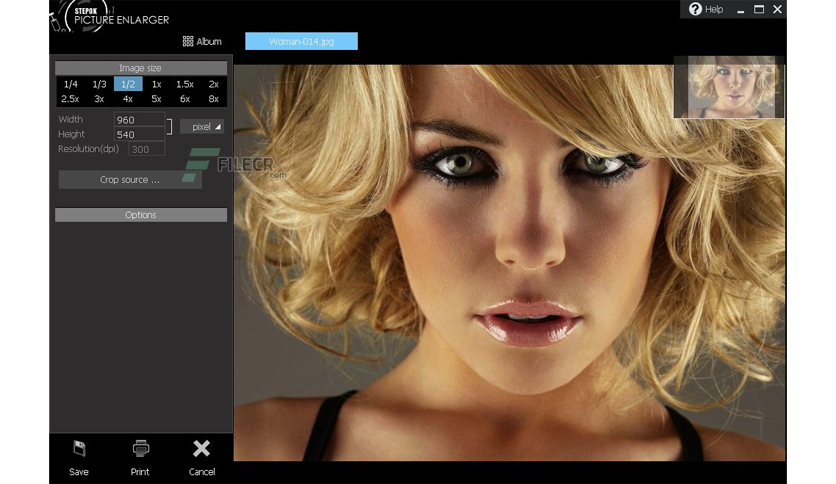 STEPOK
PICTURE ENLARGER
Help
Album
Woman-014.jpg
Image size
1/4 1/3 1/2 1x 1.5x 2x
2.5x 3x 4x 5x 6x 8x
Width 960
Height 540
pixel
Resolution(dpi) 300
FILECR
.com
Crop source ...
Options
Save Print Cancel